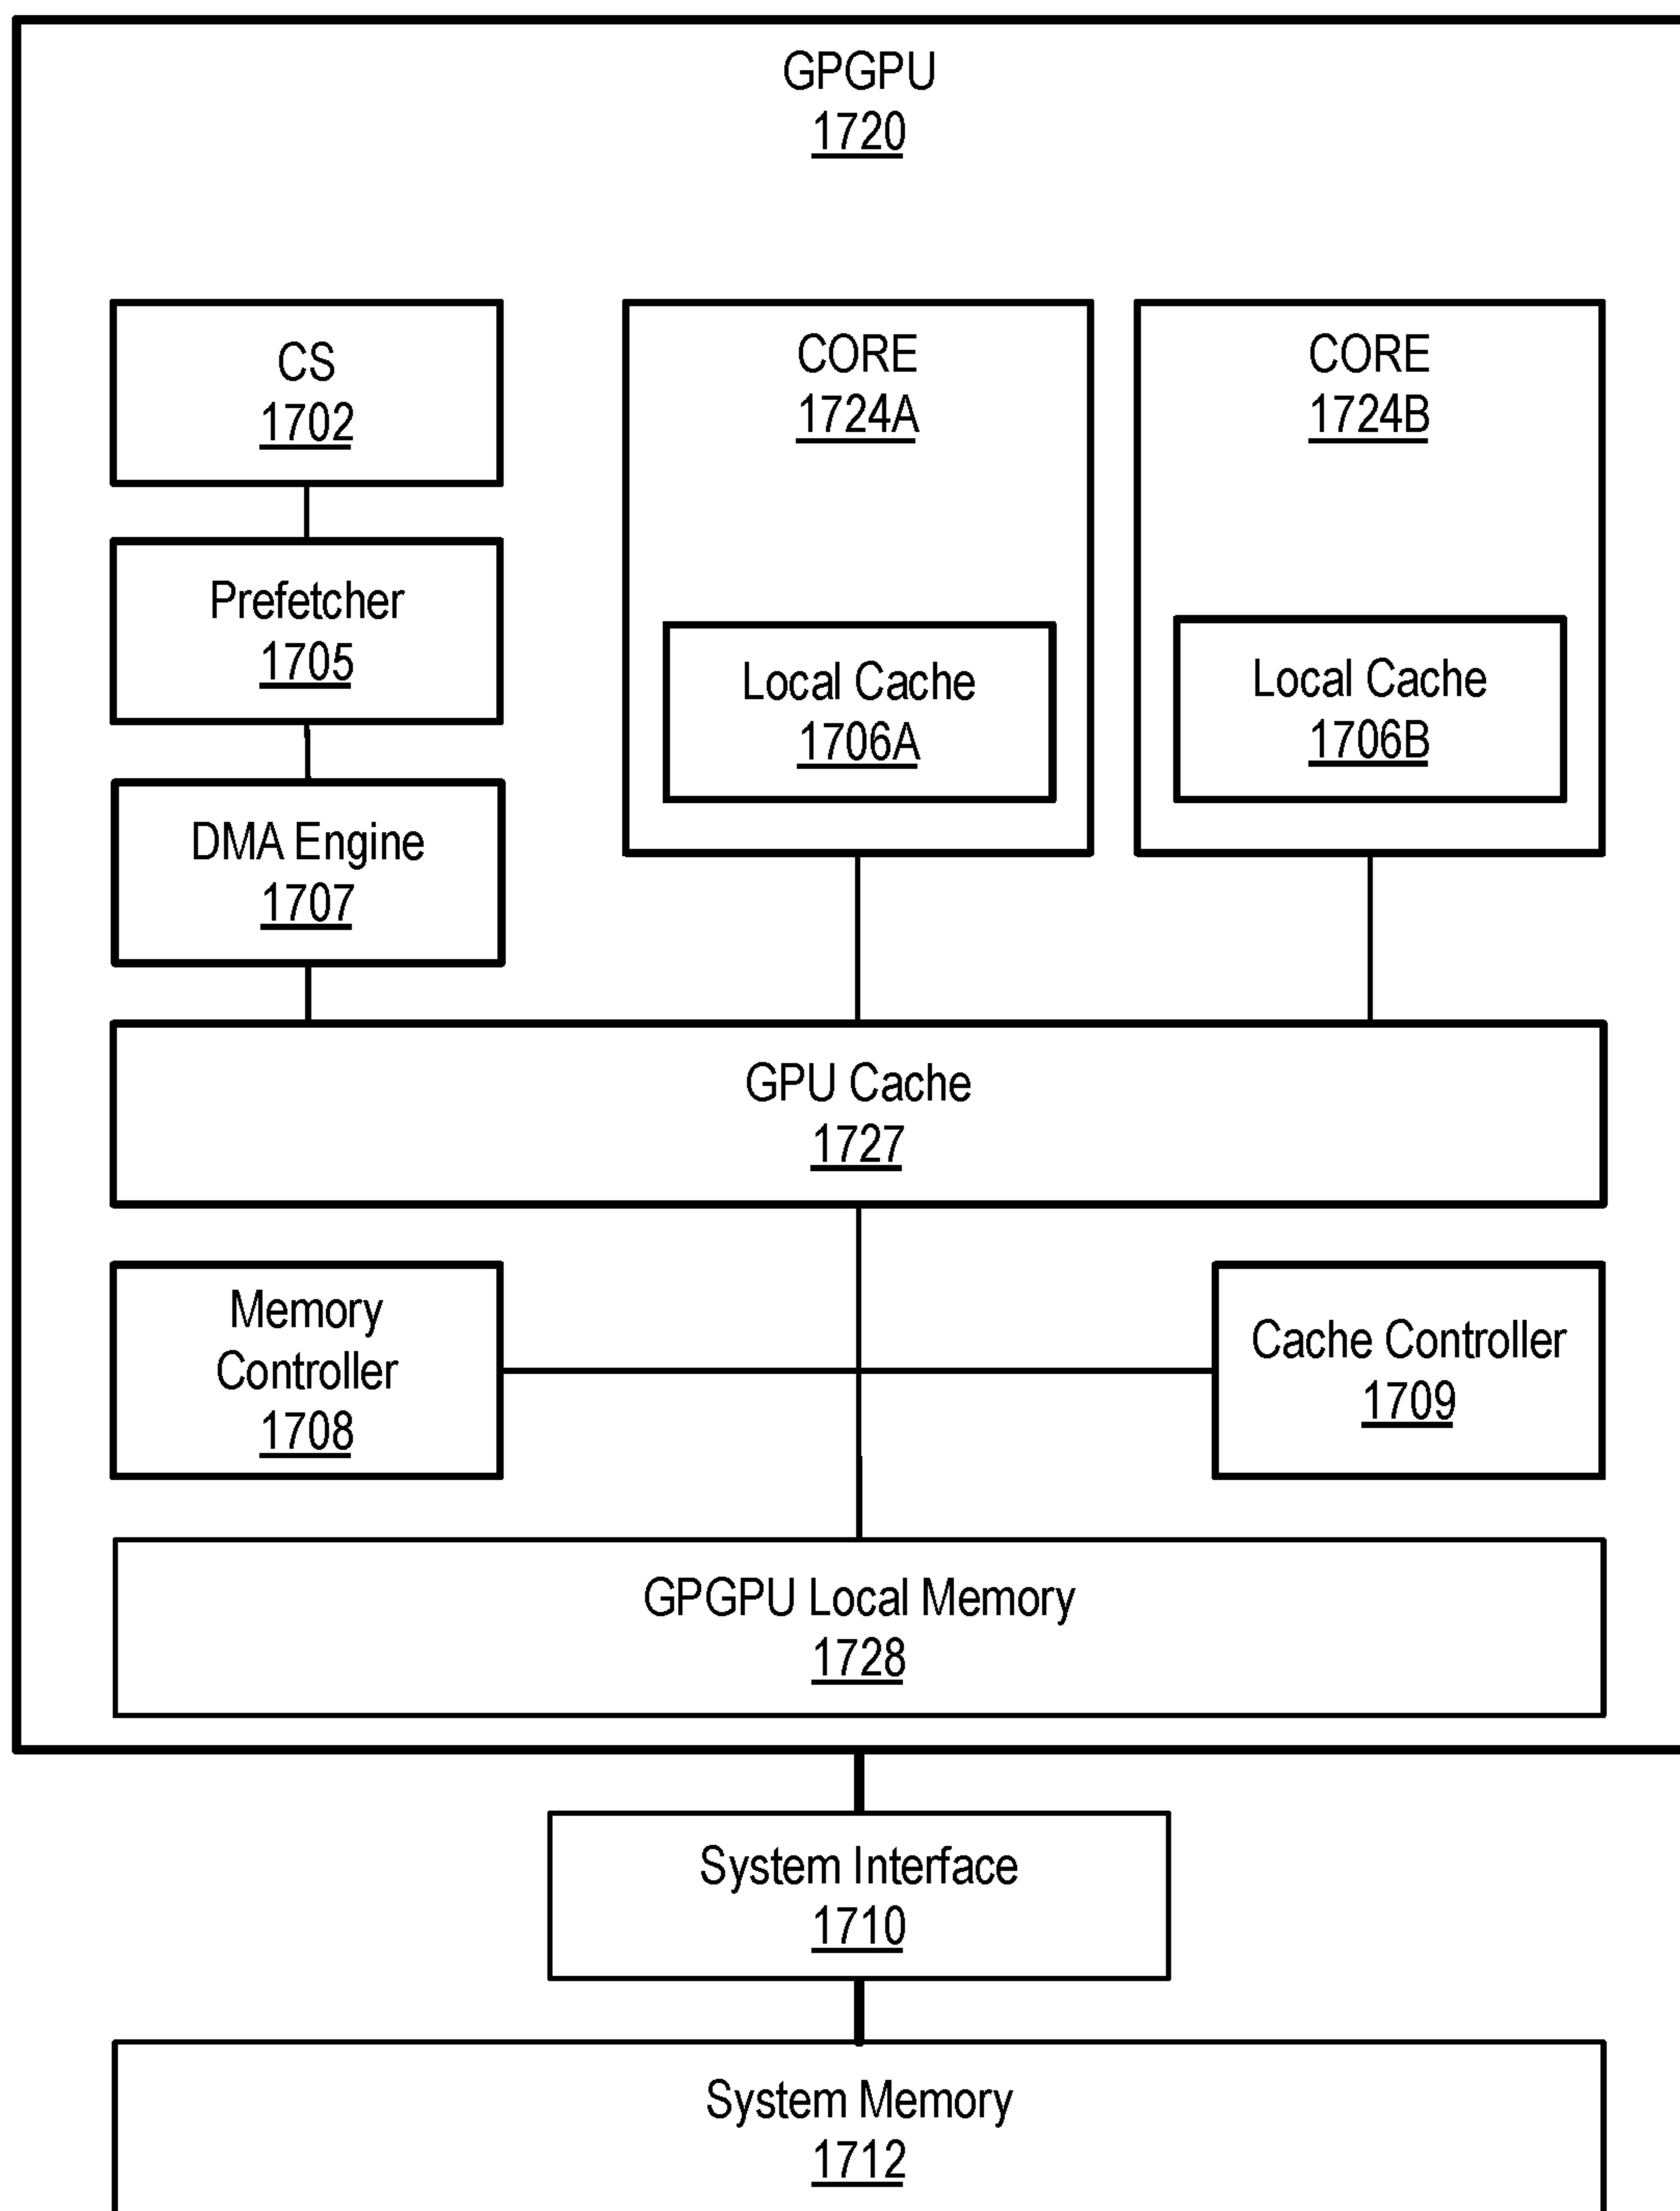 GPGPU
1720
CS
1702
Prefetcher
1705
DMA Engine
1707
CORE
1724A
Local Cache
1706A
CORE
1724B
Local Cache
1706B
GPU Cache
1727
Memory
Controller
1708
Cache Controller
1709
GPGPU Local Memory
1728
System Interface
1710
System Memory
1712